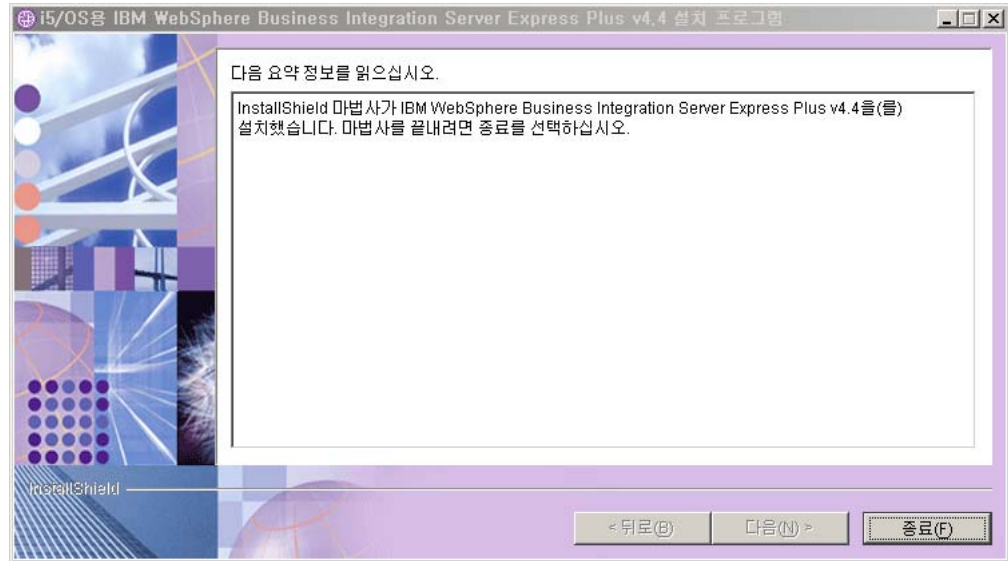 i5/OS용 IBM WebSphere Business Integration Server Express Plus v4.4 설치 프로그램
다음 요약 정보를 읽으십시오.
InstallShield 마법사가 IBM WebSphere Business Integration Server Express Plus v4.4을(를)
설치했습니다. 마법사를 끝내려면 종료를 선택하십시오.
InstallShield
< 뒤로(B)
다음(N) >
종료(F)